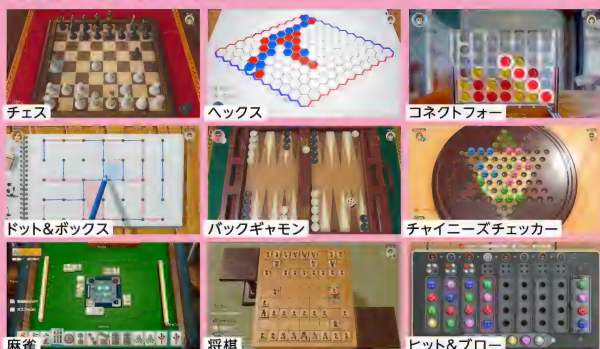 チェス
ヘックス
コネクトフォー
ドット&ボックス
バックギャモン
チャイニーズチェッカー
麻雀
将棋
ヒット&ブロー